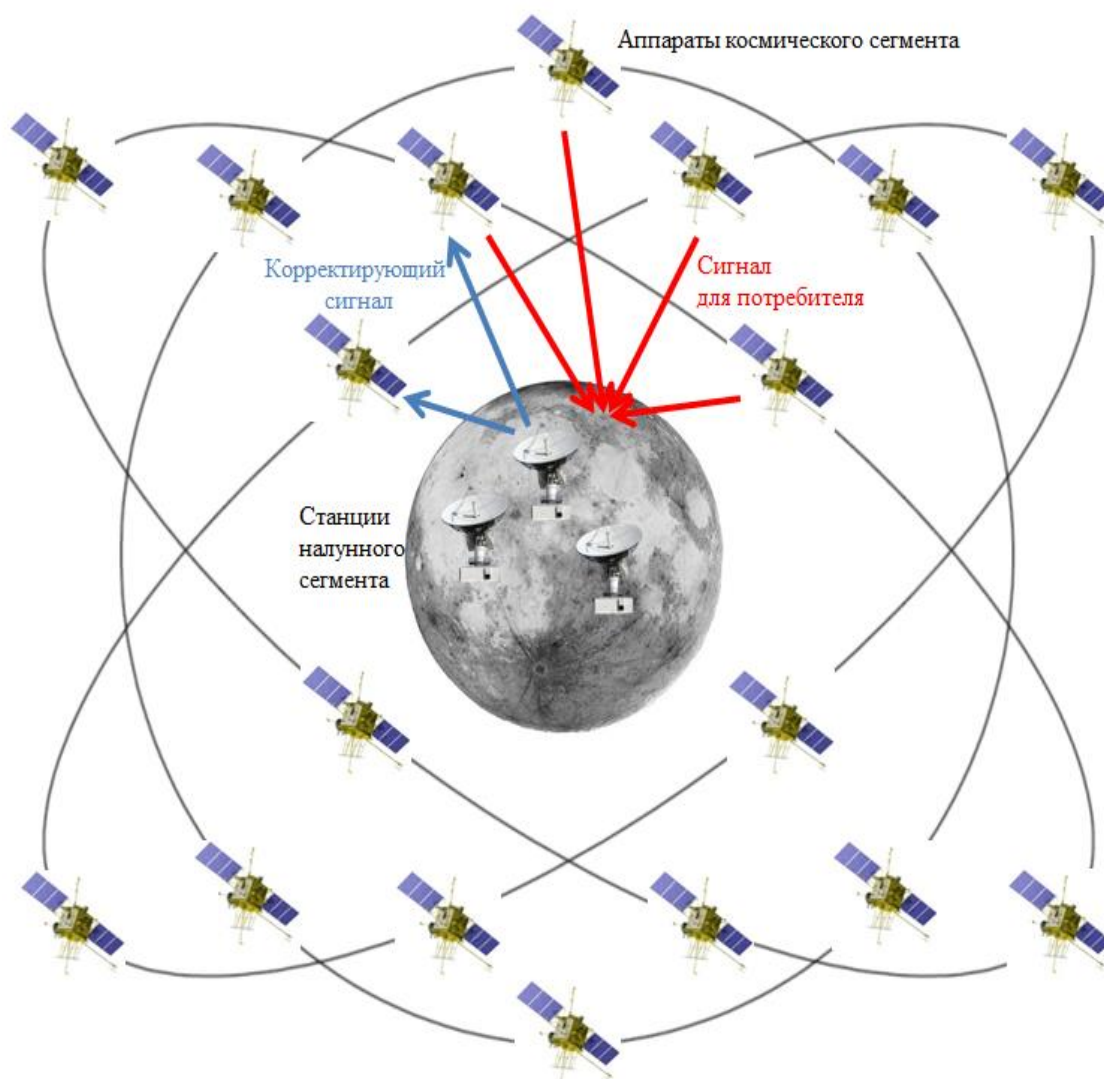 Аппараты космического сегмента
Корректирующий
сигнал
Сигнал
для потребителя
Станции
налунного
сегмента